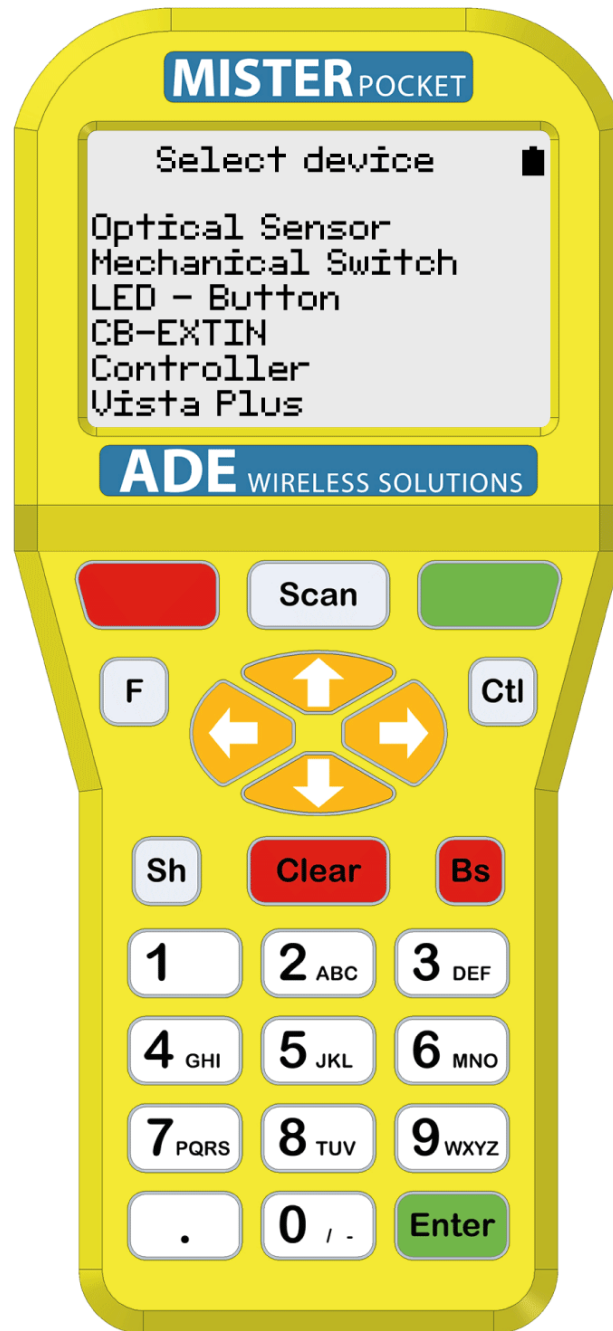 MISTER POCKET
Select device
Optical Sensor
Mechanical Switch
LED - Button
CB-EXTIN
Controller
Vista Plus
ADE WIRELESS SOLUTIONS
Scan
F
Ctl
Sh
Clear
Bs
1
2 ABC
3 DEF
4 GHI
5 JKL
6 MNO
7 PQRS
8 TUV
9 WXYZ
.
0 / -
Enter